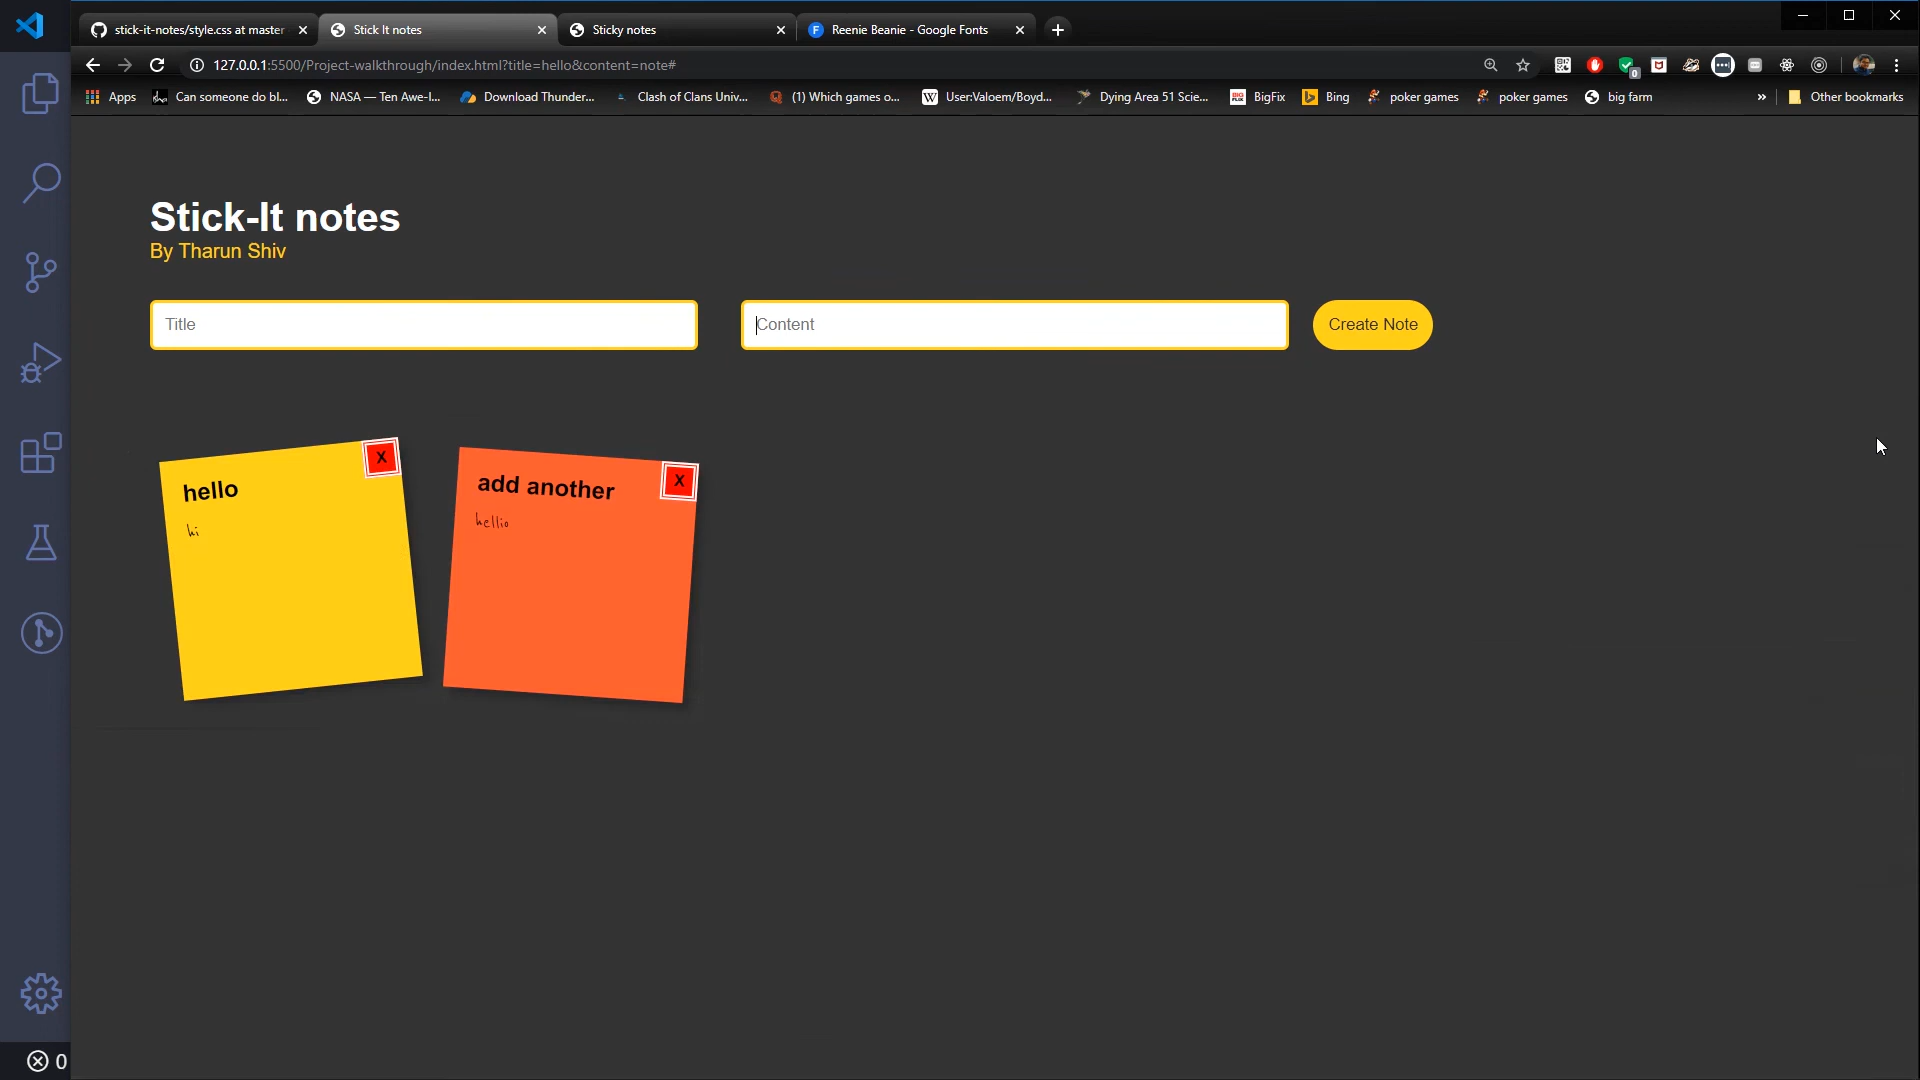 stick-it-notes/style.css at master
Stick It notes
Sticky notes
Reenie Beanie - Google Fonts
127.0.0.1:5500/Project-walkthrough/index.html?title=hello&content=note#
0
Apps
Can someone do bl...
NASA — Ten Awe-I...
Download Thunder...
Clash of Clans Univ...
(1) Which games o...
User:Valoem/Boyd...
Dying Area 51 Scie...
BigFix
Bing
poker games
poker games
big farm
»
Other bookmarks
Stick-It notes
By Tharun Shiv
Title
Content
Create Note
X
hello
hi
X
add another
hellio
0